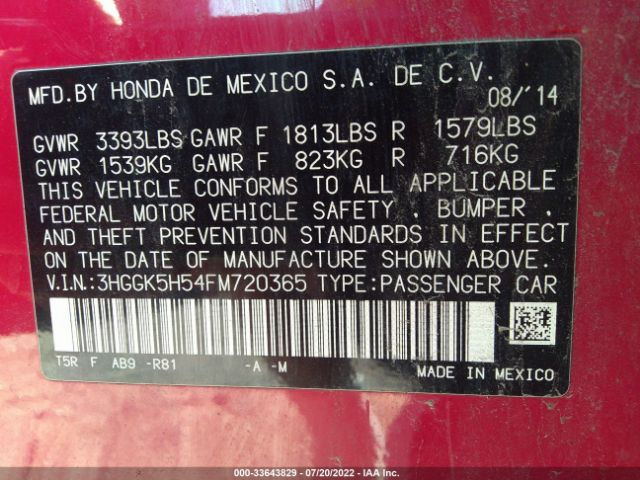 MFD.BY HONDA DE MEXICO S.A. DE C.V.
08/'14
GVWR 3393LBS GAWR F 1813LBS R 1579LBS
GVWR 1539KG GAWR F 823KG R 716KG
THIS VEHICLE CONFORMS TO ALL APPLICABLE
FEDERAL MOTOR VEHICLE SAFETY , BUMPER ,
AND THEFT PREVENTION STANDARDS IN EFFECT
ON THE DATE OF MANUFACTURE SHOWN ABOVE.
V.I.N:3HGGK5H54FM720365 TYPE:PASSENGER CAR
T5R F AB9 -R81 -A -M
MADE IN MEXICO
000-33643829 - 07/20/2022 - IAA Inc.